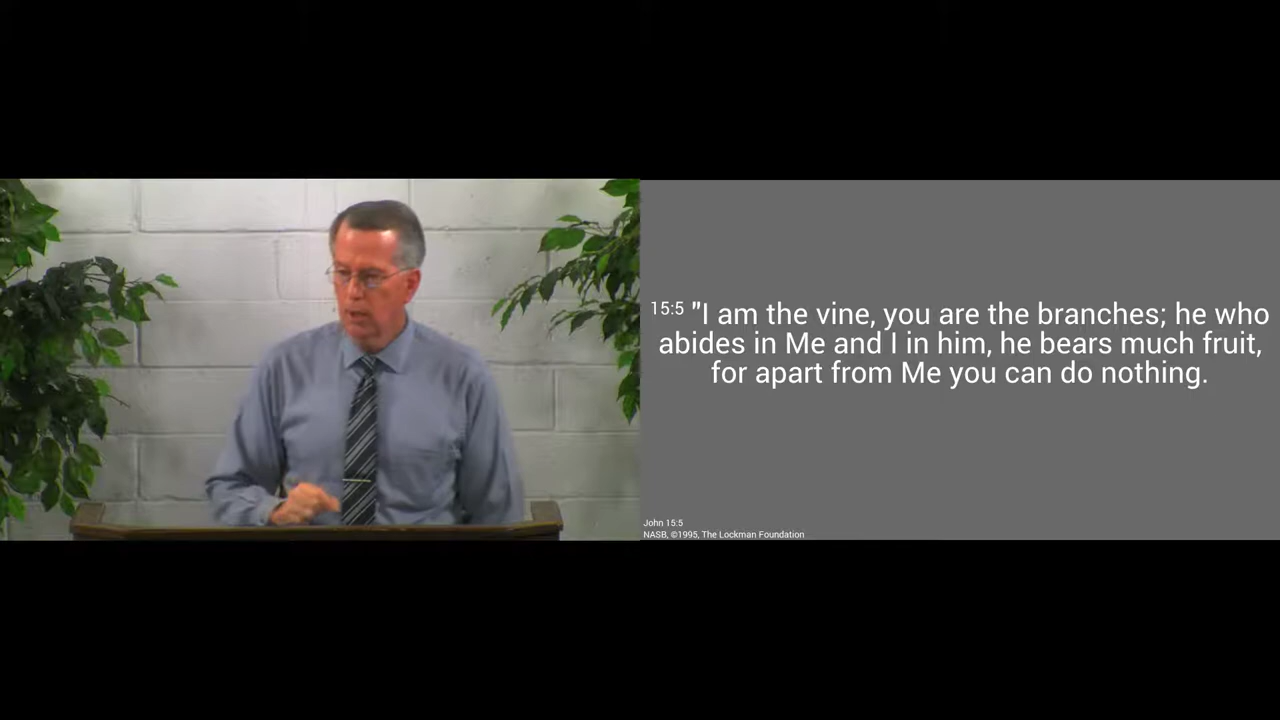 15:5 "I am the vine, you are the branches; he who
abides in Me and I in him, he bears much fruit,
for apart from Me you can do nothing.
John 15:5
NASB, ©1995, The Lockman Foundation